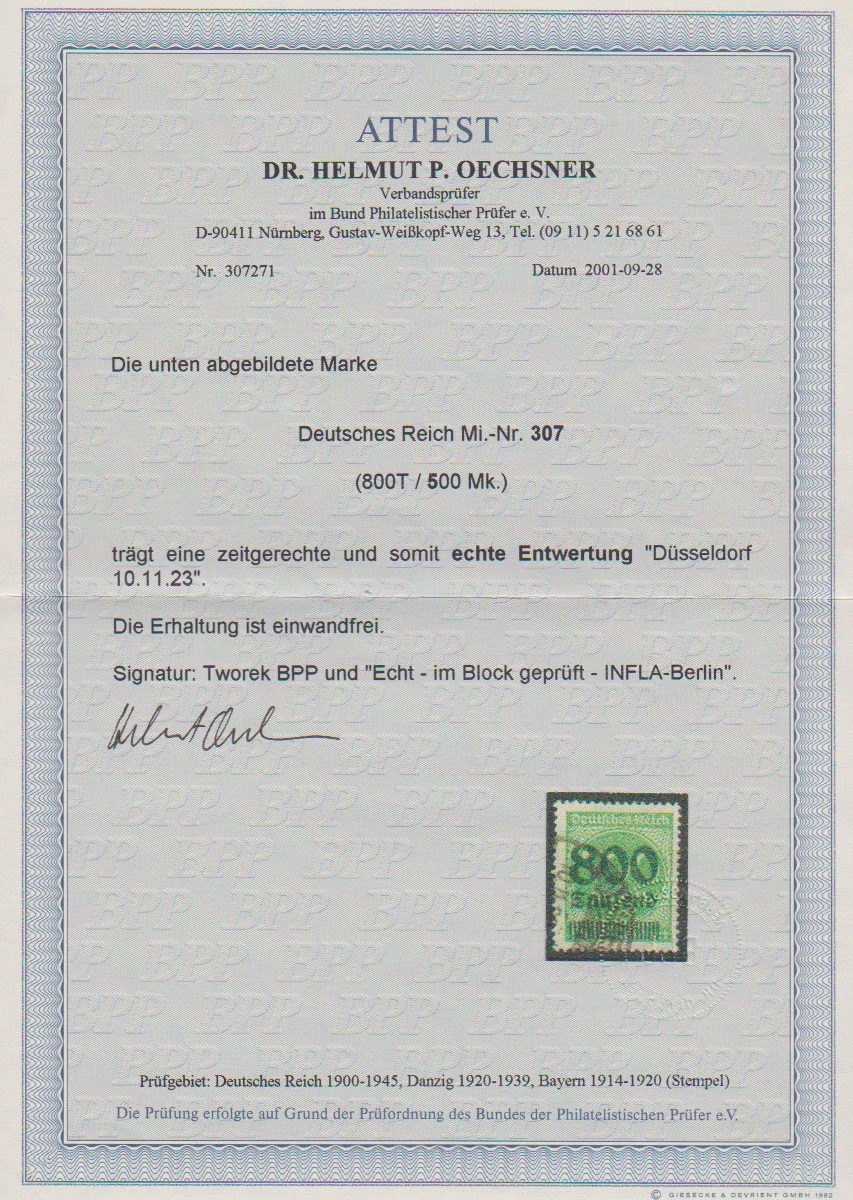 ATTEST
DR. HELMUT P. OECHSNER
Verbandsprüfer
im Bund Philatelistischer Prüfer e. V.
D-90411 Nürnberg, Gustav-Weißkopf-Weg 13, Tel. (09 11) 5 21 68 61
Nr. 307271 Datum 2001-09-28
Die unten abgebildete Marke
Deutsches Reich Mi.-Nr. 307
(800T / 500 Mk.)
trägt eine zeitgerechte und somit echte Entwertung "Düsseldorf
10.11.23".
Die Erhaltung ist einwandfrei.
Signatur: Tworek BPP und "Echt - im Block geprüft - INFLA-Berlin".
Deutsches Reich
800
Tausend
Prüfgebiet: Deutsches Reich 1900-1945, Danzig 1920-1939, Bayern 1914-1920 (Stempel)
Die Prüfung erfolgte auf Grund der Prüfordnung des Bundes der Philatelistischen Prüfer e.V.
© GIESECKE & DEVRIENT GMBH 1992